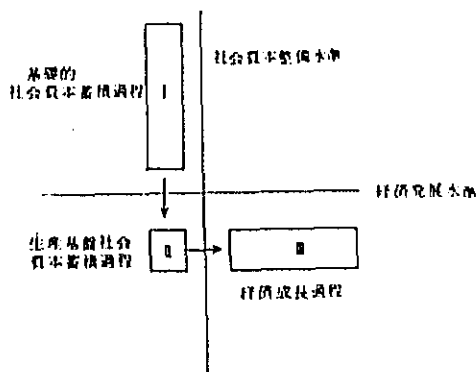 社会資本整備水準
基礎的
社会資本蓄積過程
I
経済発展水準
生産基盤社会
資本蓄積過程
II
III
経済成長過程